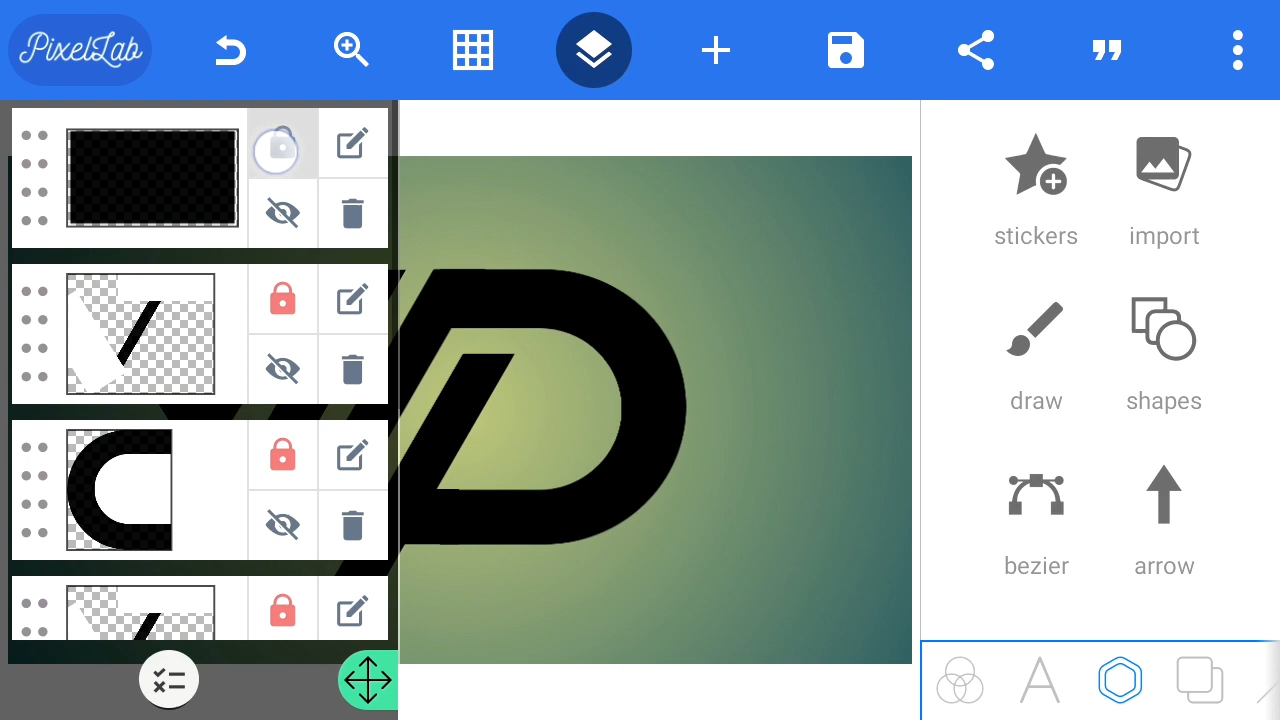 PixelLab
stickers
import
draw
shapes
bezier
arrow